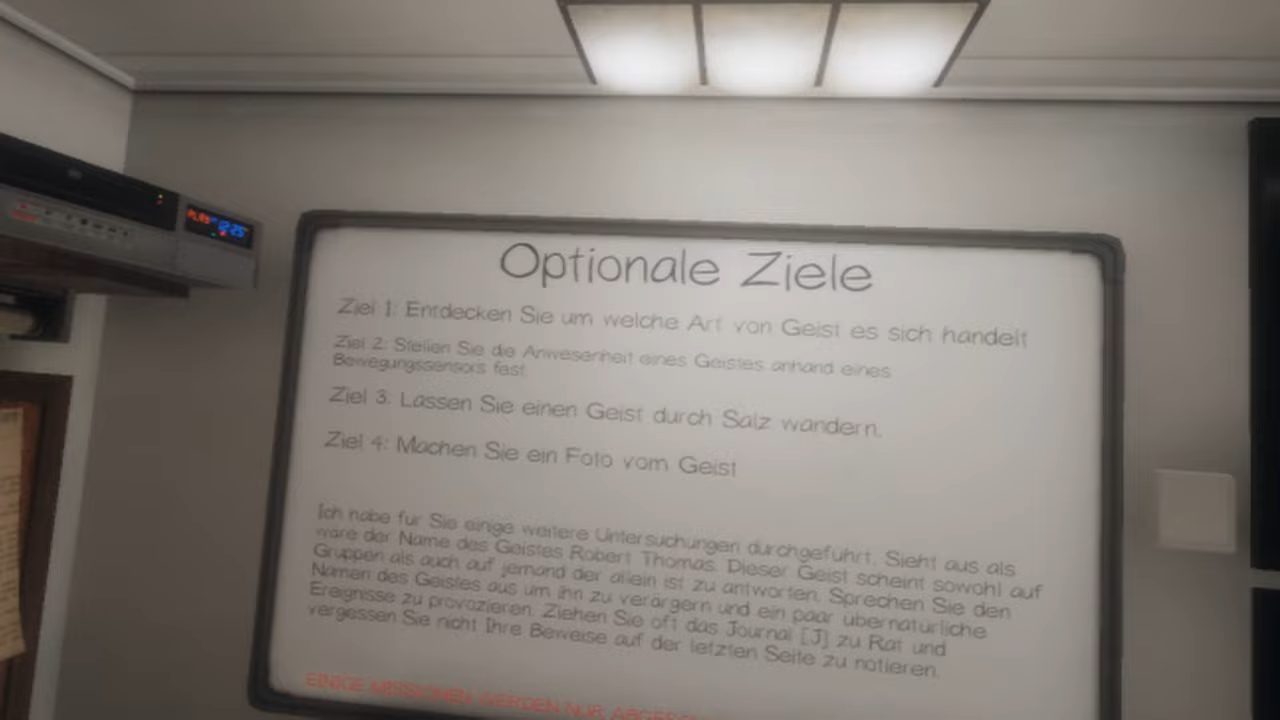 PLAY 12:25
Optionale Ziele
Ziel 1: Entdecken Sie um welche Art von Geist es sich handelt
Ziel 2: Stellen Sie die Anwesenheit eines Geistes anhand eines
Bewegungssensors fest.
Ziel 3: Lassen Sie einen Geist durch Salz wandern.
Ziel 4: Machen Sie ein Foto vom Geist
Ich habe für Sie einige weitere Untersuchungen durchgeführt. Sieht aus als
wäre der Name des Geistes Robert Thomas. Dieser Geist scheint sowohl auf
Gruppen als auch auf jemand der allein ist zu antworten. Sprechen Sie den
Namen des Geistes aus um ihn zu verärgern und ein paar übernatürliche
Ereignisse zu provozieren. Ziehen Sie oft das Journal [J] zu Rat und
vergessen Sie nicht Ihre Beweise auf der letzten Seite zu notieren.
EINIGE MISSIONEN WERDEN NUR